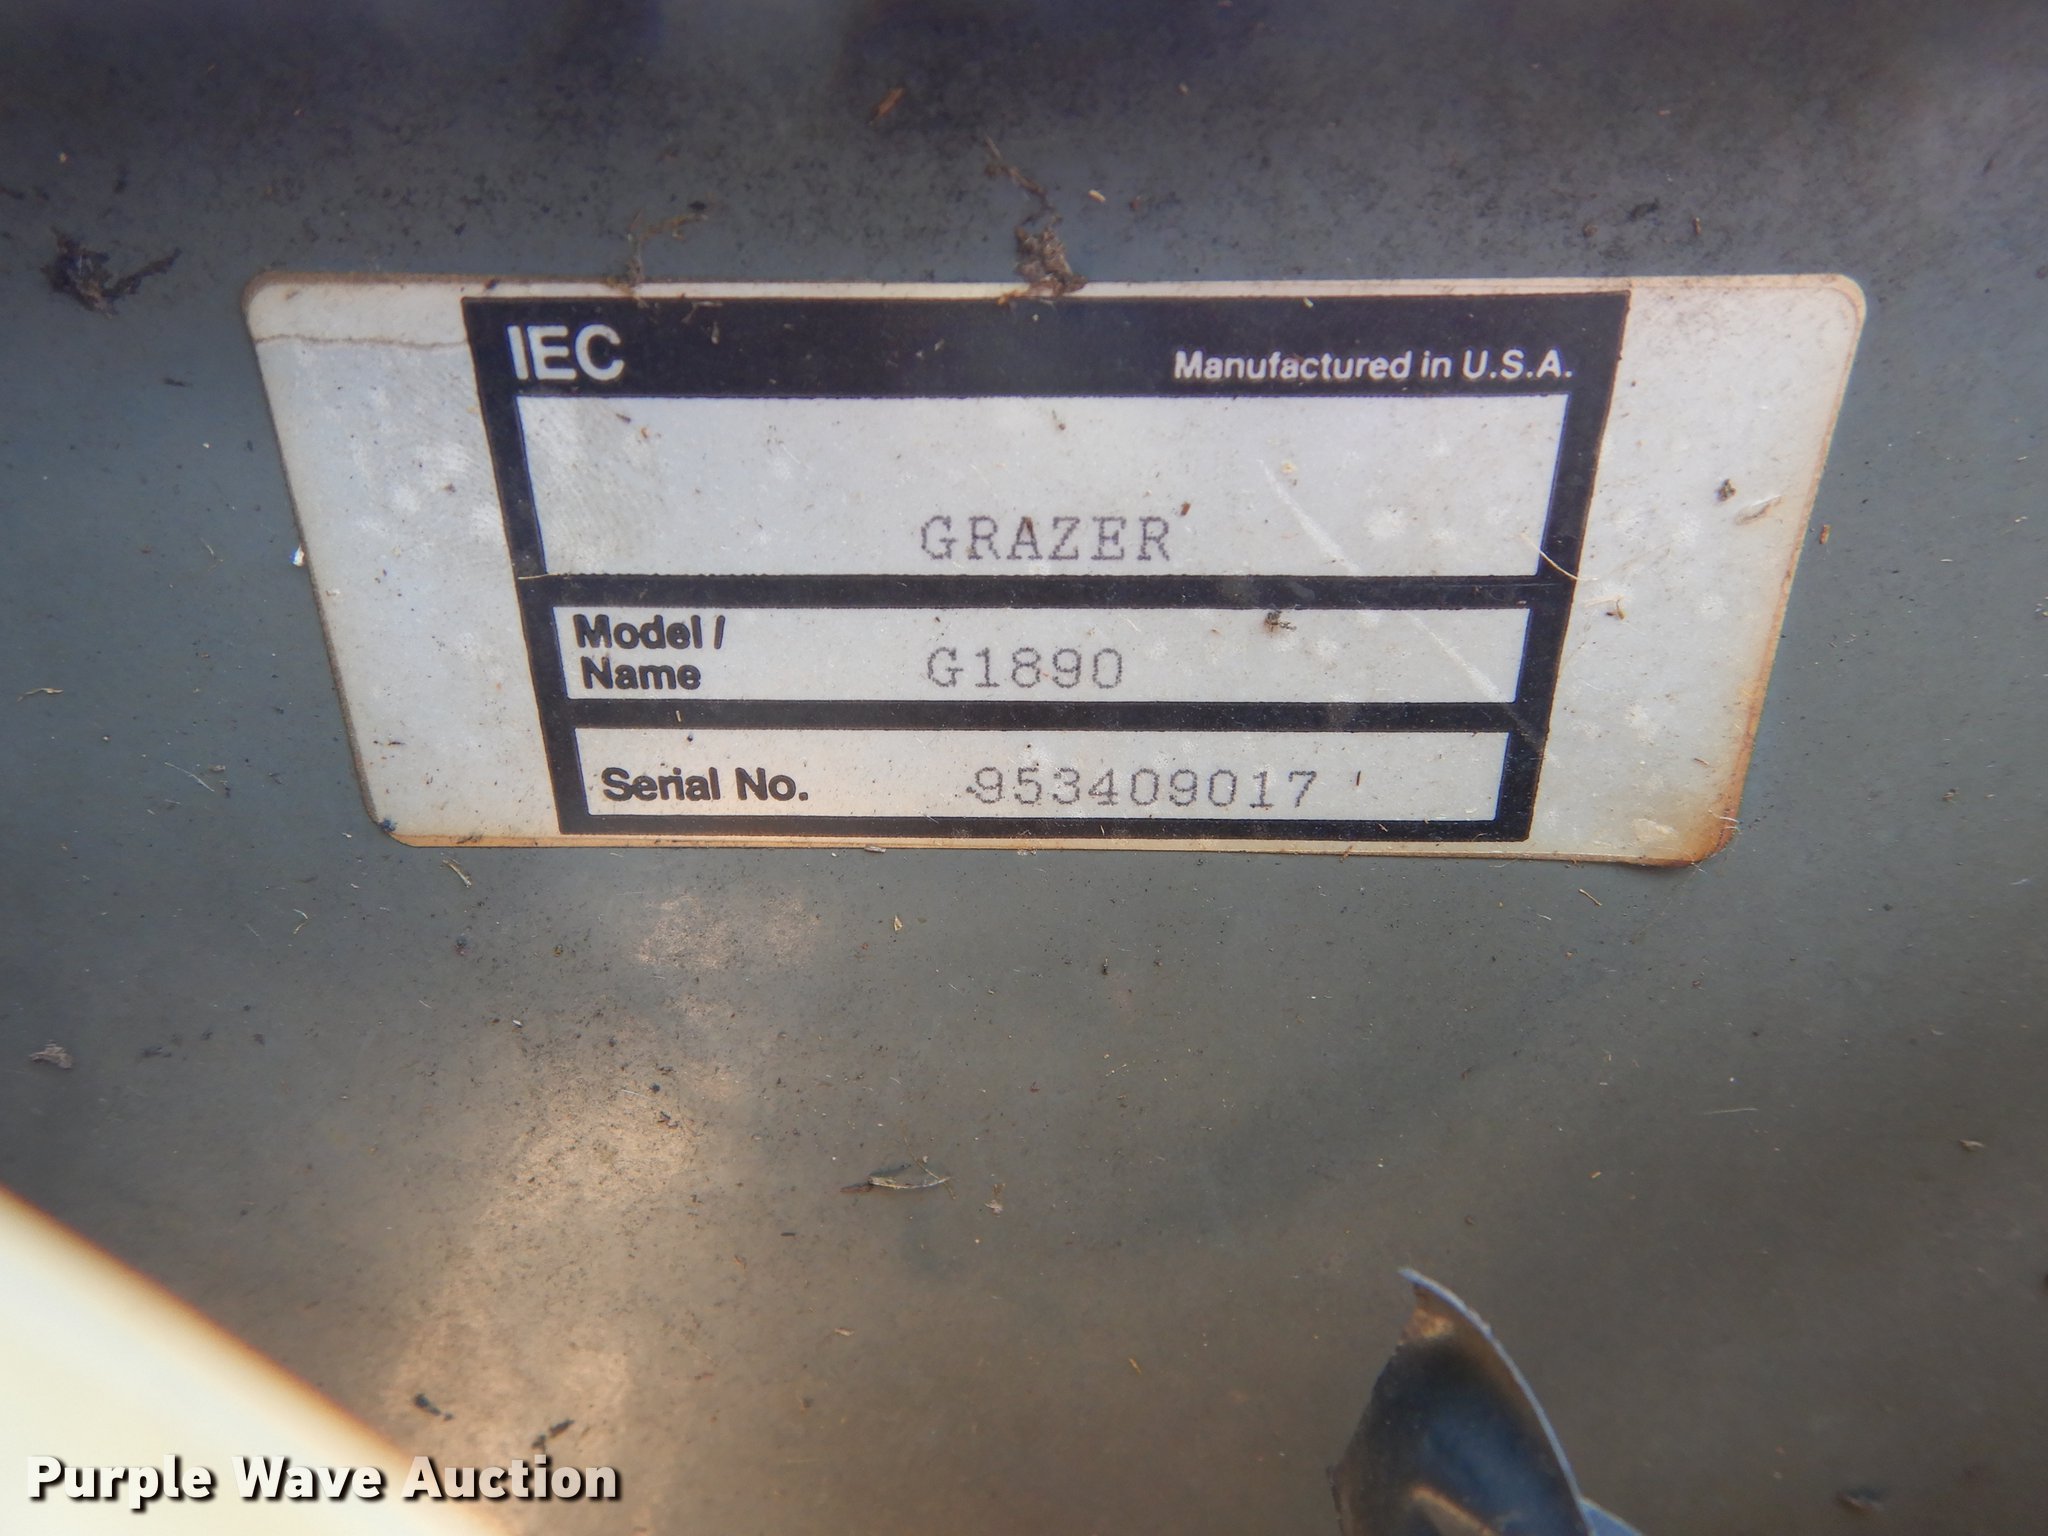 IEC
Manufactured in U.S.A.
GRAZER
Model /
Name
G1890
Serial No. 953409017
Purple Wave Auction